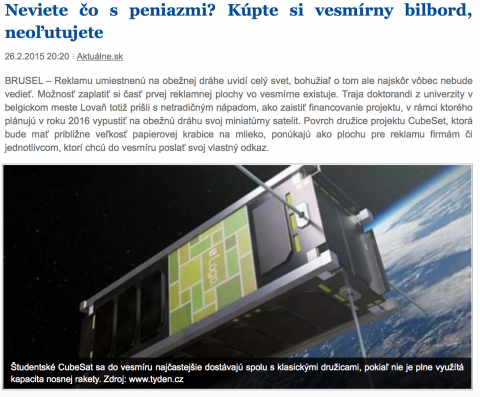 Neviete čo s peniazmi? Kúpte si vesmírny bilbord,
neoľutujete
26.2.2015 20:20 | Aktuálne.sk
BRUSEL – Reklamu umiestnenú na obežnej dráhe uvidí celý svet, bohužiaľ o tom ale najskôr vôbec nebude
vedieť. Možnosť zaplatiť si časť prvej reklamnej plochy vo vesmíre existuje. Traja doktorandi z univerzity v
belgickom meste Lovaň totiž prišli s netradičným nápadom, ako zaistiť financovanie projektu, v rámci ktorého
plánujú v roku 2016 vypustiť na obežnú dráhu svoj miniatúrny satelit. Povrch družice projektu CubeSet, ktorá
bude mať približne veľkosť papierovej krabice na mlieko, ponúkajú ako plochu pre reklamu firmám či
jednotlivcom, ktorí chcú do vesmíru poslať svoj vlastný odkaz.
eLogo
Študentské CubeSat sa do vesmíru najčastejšie dostávajú spolu s klasickými družicami, pokiaľ nie je plne využitá
kapacita nosnej rakety. Zdroj: www.tyden.cz